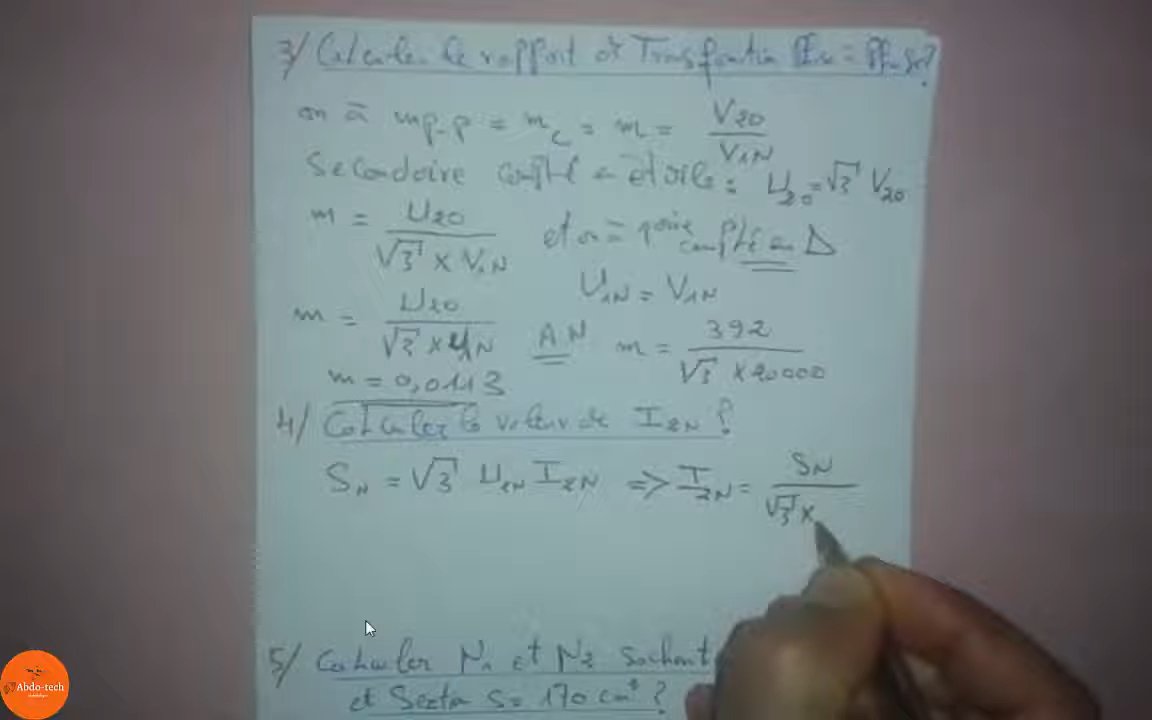 3/ Calculer le rapport de Transformation
on à mp-p = mc = m = V20 / V1N
Secondaire couplé en étoile : U20 = √3 V20
m = U20 / √3 × V1N et on à couplé en Δ
U1N = V1N
m = U20 / √3 × U1N AN m = 392 / √3 × 20000
m = 0,0113
4/ Calculer la valeur de I2N ?
SN = √3 U2N I2N => I2N = SN / √3 ×
5/ Calculer N1 et N2 sachant
et Section S = 170 cm² ?
Abdo-tech